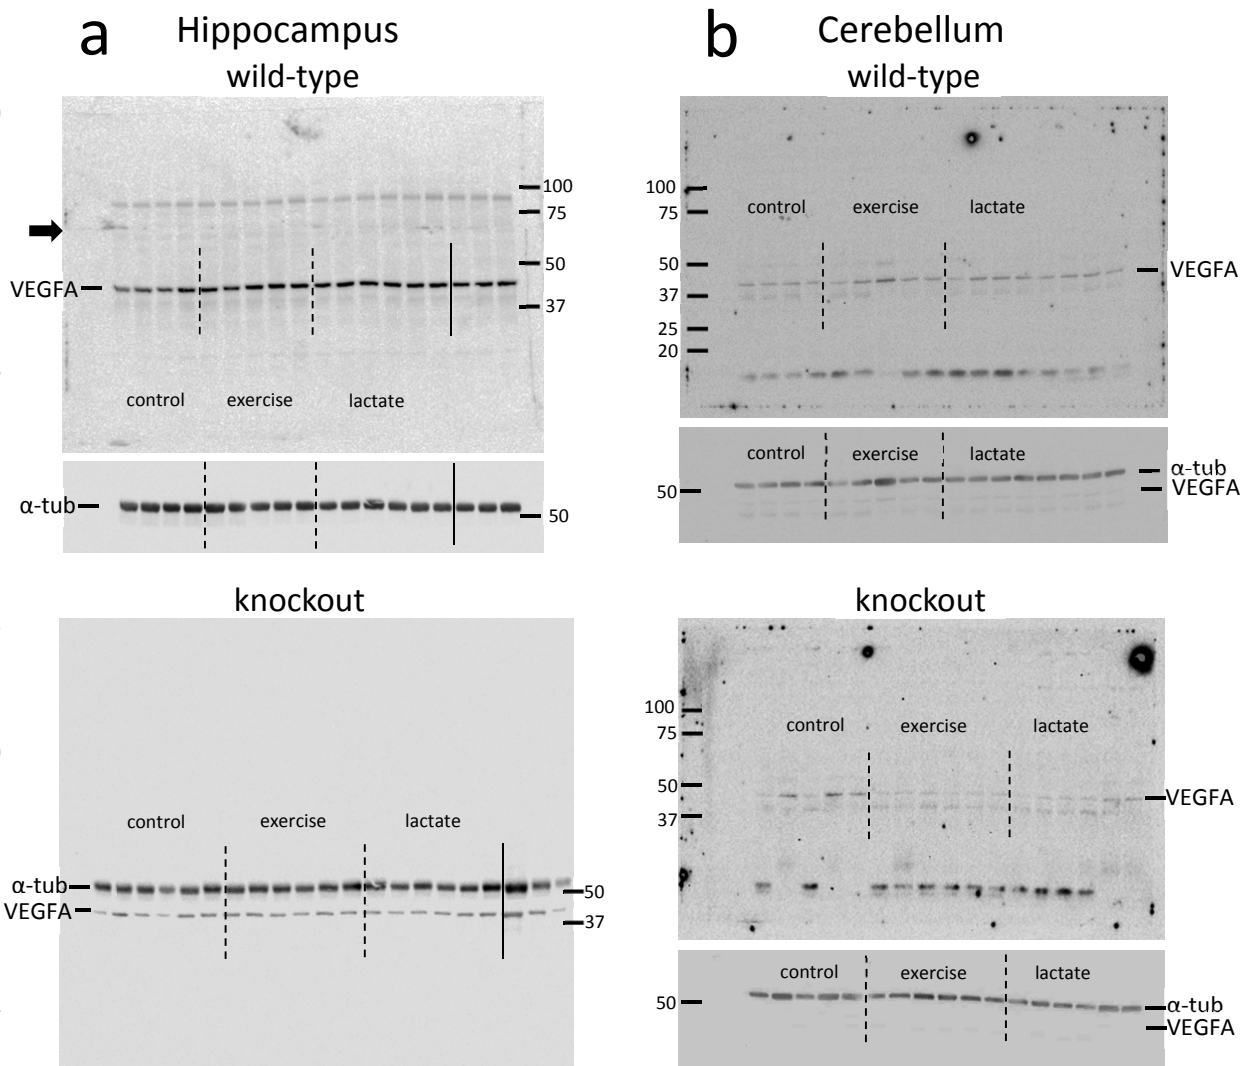 a Hippocampus
wild-type
100
75
50
VEGFA
37
control exercise lactate
α-tub
50
knockout
control exercise lactate
α-tub
50
VEGFA
37
b Cerebellum
wild-type
100
control exercise lactate
75
50
VEGFA
37
25
20
control exercise lactate
α-tub
50
VEGFA
knockout
100
control exercise lactate
75
50
VEGFA
37
control exercise lactate
50
α-tub
VEGFA